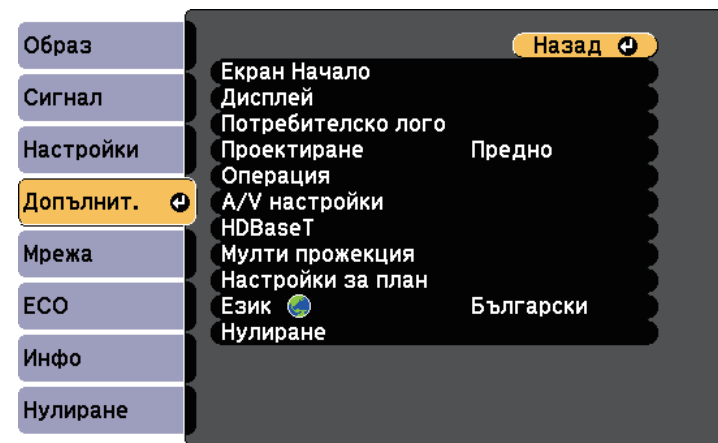 Образ
Сигнал
Настройки
Допълнит.
Мрежа
ECO
Инфо
Нулиране
Назад
Екран Начало
Дисплей
Потребителско лого
Проектиране Предно
Операция
A/V настройки
HDBaseT
Мулти прожекция
Настройки за план
Език Български
Нулиране